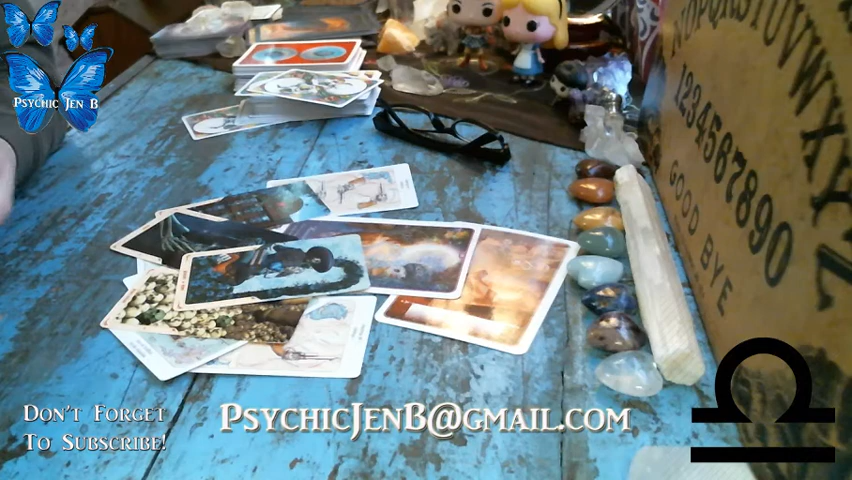 Psychic Jen B
NOPQRSTUVWXYZ
1234567890
GOOD BYE
Don't Forget
To Subscribe!
PsychicJenB@gmail.com